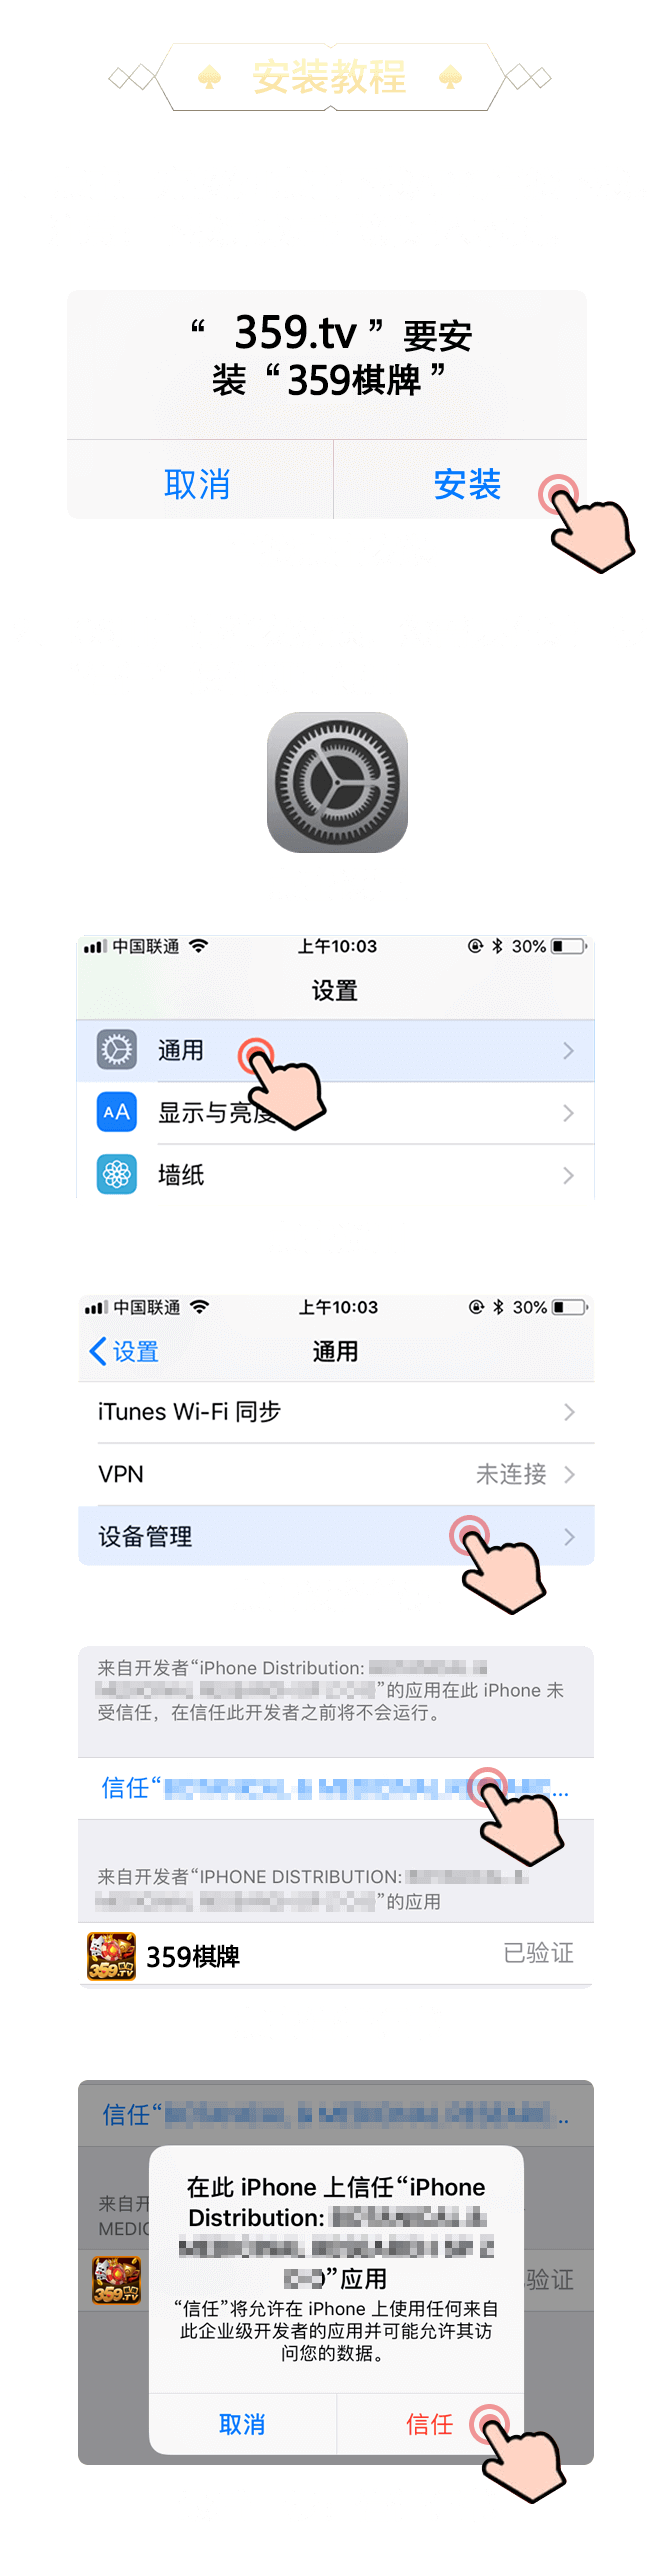 安装教程
“ 359.tv ” 要安
装 “359棋牌 ”
取消
安装
中国联通
上午10:03
30%
设置
通用
AA
显示与亮度
墙纸
中国联通
上午10:03
30%
设置
通用
iTunes Wi-Fi 同步
VPN
未连接
设备管理
来自开发者“iPhone Distribution:
”的应用在此 iPhone 未
受信任，在信任此开发者之前将不会运行。
信任“
...
来自开发者“IPHONE DISTRIBUTION:
”的应用
359.TV
359棋牌
已验证
信任“
..
来自开
MEDIC
359.TV
验证
在此 iPhone 上信任“iPhone
Distribution:
”应用
“信任”将允许在 iPhone 上使用任何来自
此企业级开发者的应用并可能允许其访
问您的数据。
取消
信任